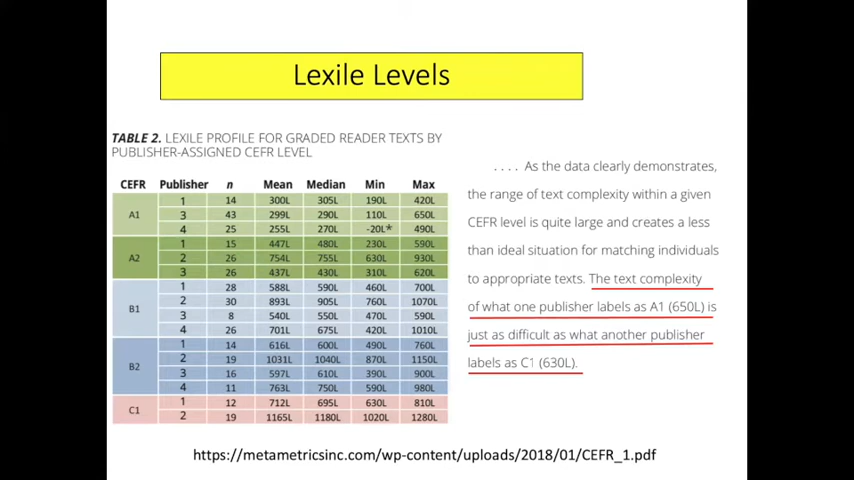 Lexile Levels
TABLE 2. LEXILE PROFILE FOR GRADED READER TEXTS BY
PUBLISHER-ASSIGNED CEFR LEVEL
CEFR Publisher n Mean Median Min Max
A1
1 14 300L 305L 190L 420L
3 43 299L 290L 110L 650L
4 25 255L 270L -20L* 490L
A2
1 15 447L 480L 230L 590L
2 26 754L 755L 630L 930L
3 26 437L 430L 310L 620L
B1
1 28 588L 590L 460L 700L
2 30 893L 905L 760L 1070L
3 8 540L 550L 470L 590L
4 26 701L 675L 420L 1010L
B2
1 14 616L 600L 490L 760L
2 19 1031L 1040L 870L 1150L
3 16 597L 610L 390L 900L
4 11 763L 750L 590L 980L
C1
1 12 712L 695L 630L 810L
2 19 1165L 1180L 1020L 1280L
. . . . As the data clearly demonstrates,
the range of text complexity within a given
CEFR level is quite large and creates a less
than ideal situation for matching individuals
to appropriate texts. The text complexity
of what one publisher labels as A1 (650L) is
just as difficult as what another publisher
labels as C1 (630L).
https://metametricsinc.com/wp-content/uploads/2018/01/CEFR_1.pdf